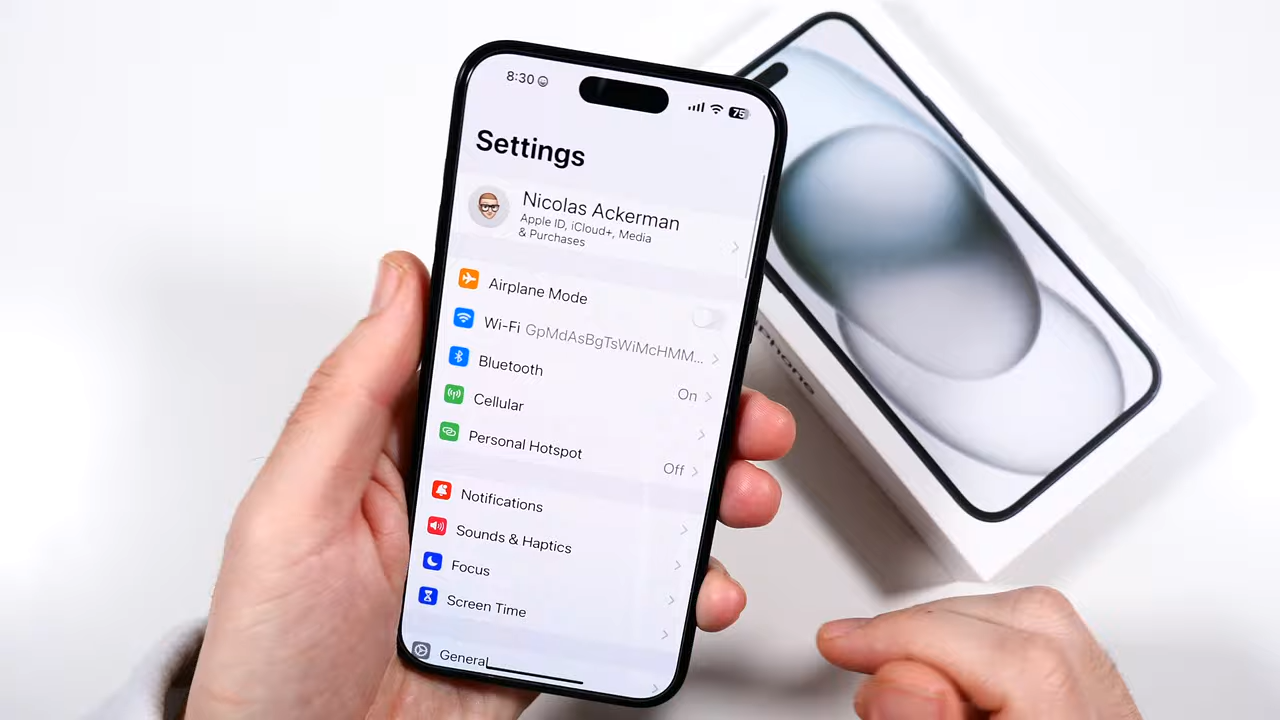 8:30
75
Settings
Nicolas Ackerman
Apple ID, iCloud+, Media
& Purchases
Airplane Mode
Wi-Fi GpMdAsBgTsWiMcHMM...
Bluetooth On
Cellular
Personal Hotspot Off
Notifications
Sounds & Haptics
Focus
Screen Time
General
iPhone